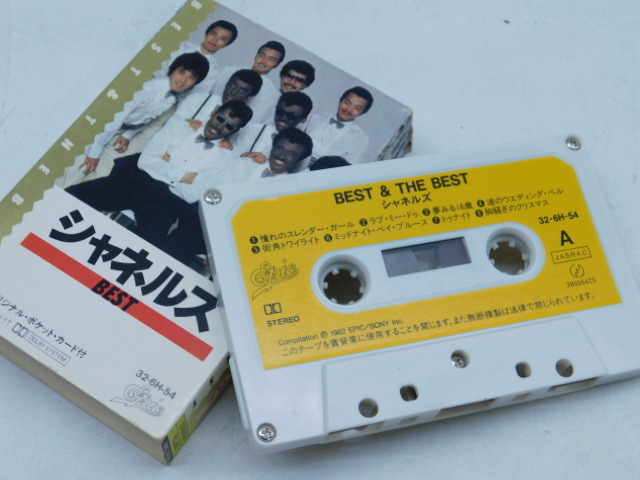 BEST & THE B
シャネルス
BEST
リジナル・ポケット・カード付
DOLBY SYSTEM
32・6H-54
Epic
BEST & THE BEST
シャネルズ
❶憧れのスレンダー・ガール ❷ラブ・ミー・ドゥ ❸夢みる16歳 ❹渚のウエディング・ベル
❺街角トワイライト ❻ミッドナイト・ベイ・ブルース ❼トゥナイト ❽胸騒ぎのクリスマス
32・6H-54
A
JASRAC
Epic
STEREO
Compilation ℗ 1982 EPIC/SONY Inc.
このテープを賃貸業に使用することを禁じます。また無断複製は法律で禁じられています。